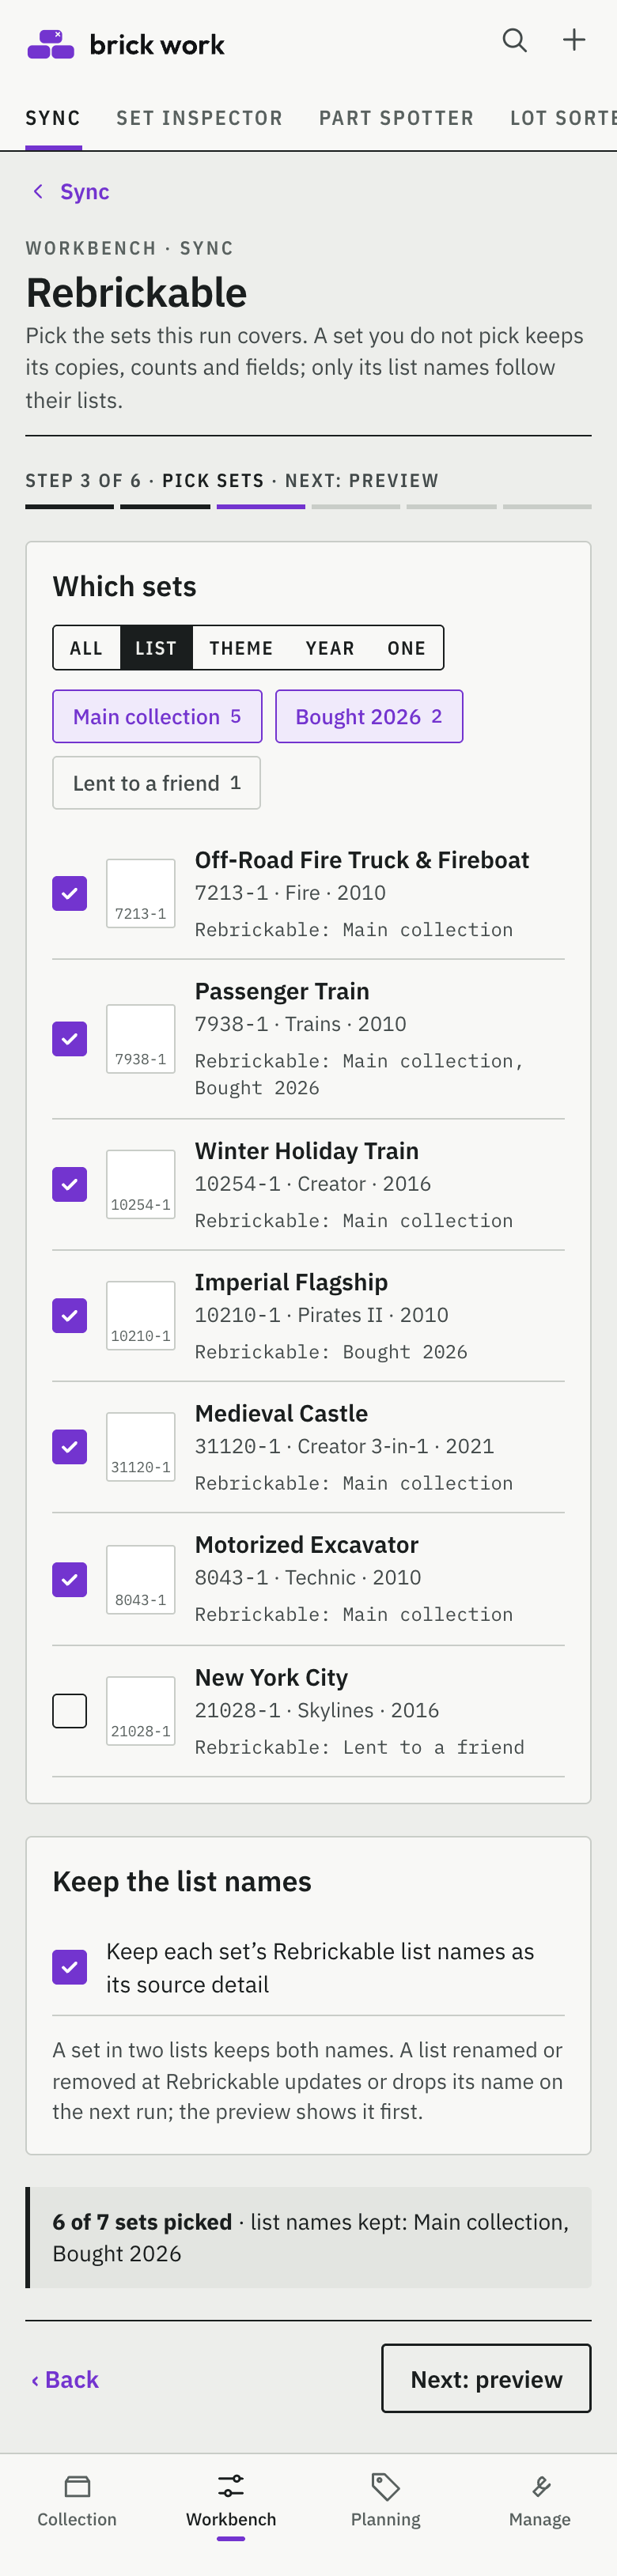 brick work
SYNC SET INSPECTOR PART SPOTTER LOT SORTE
Sync
WORKBENCH · SYNC
Rebrickable
Pick the sets this run covers. A set you do not pick keeps
its copies, counts and fields; only its list names follow
their lists.
STEP 3 OF 6 · PICK SETS · NEXT: PREVIEW
Which sets
ALL LIST THEME YEAR ONE
Main collection 5 Bought 2026 2
Lent to a friend 1
Off-Road Fire Truck & Fireboat
7213-1 · Fire · 2010
7213-1
Rebrickable: Main collection
Passenger Train
7938-1 · Trains · 2010
7938-1
Rebrickable: Main collection,
Bought 2026
Winter Holiday Train
10254-1 · Creator · 2016
10254-1
Rebrickable: Main collection
Imperial Flagship
10210-1 · Pirates II · 2010
10210-1
Rebrickable: Bought 2026
Medieval Castle
31120-1 · Creator 3-in-1 · 2021
31120-1
Rebrickable: Main collection
Motorized Excavator
8043-1 · Technic · 2010
8043-1
Rebrickable: Main collection
New York City
21028-1 · Skylines · 2016
21028-1
Rebrickable: Lent to a friend
Keep the list names
Keep each set’s Rebrickable list names as
its source detail
A set in two lists keeps both names. A list renamed or
removed at Rebrickable updates or drops its name on
the next run; the preview shows it first.
6 of 7 sets picked · list names kept: Main collection,
Bought 2026
‹ Back Next: preview
Collection Workbench Planning Manage